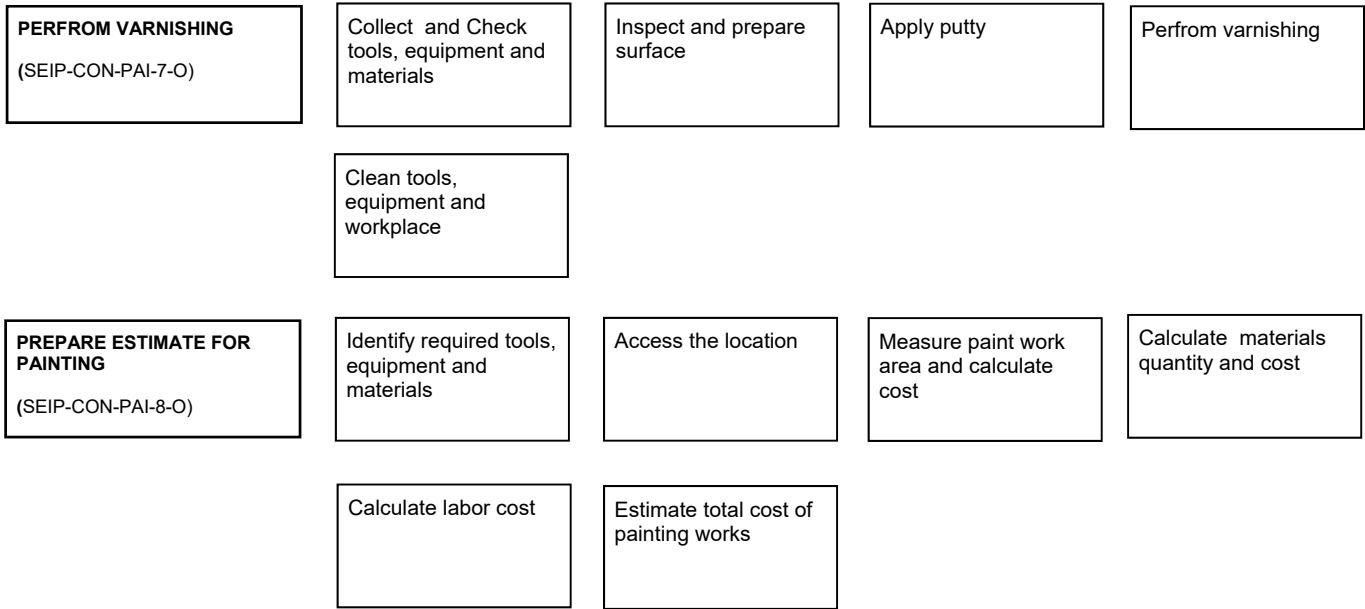 PERFROM VARNISHING
(SEIP-CON-PAI-7-O)
Collect and Check
tools, equipment and
materials
Inspect and prepare
surface
Apply putty
Perfrom varnishing
Clean tools,
equipment and
workplace
PREPARE ESTIMATE FOR
PAINTING
(SEIP-CON-PAI-8-O)
Identify required tools,
equipment and
materials
Access the location
Measure paint work
area and calculate
cost
Calculate materials
quantity and cost
Calculate labor cost
Estimate total cost of
painting works